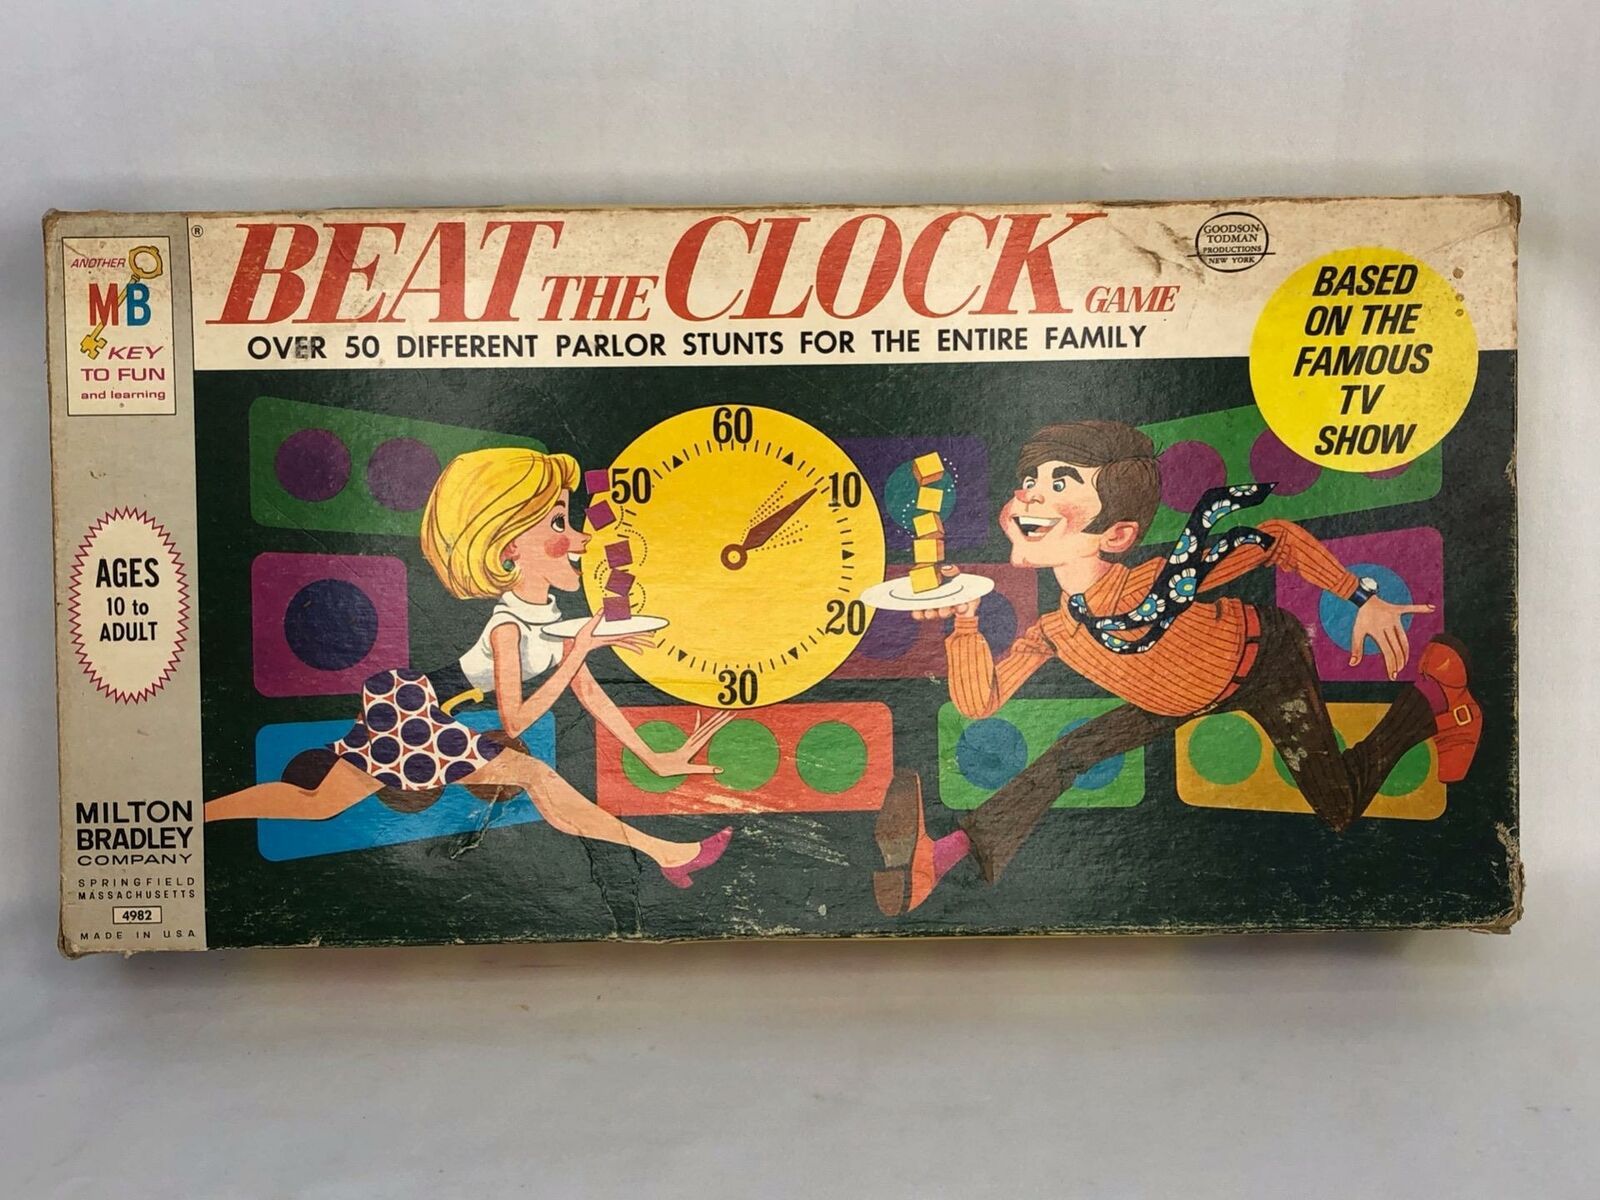 ANOTHER
MB
KEY
TO FUN
and learning
AGES
10 to
ADULT
MILTON
BRADLEY
COMPANY
SPRINGFIELD
MASSACHUSETTS
4982
MADE IN U.S.A.
® BEAT THE CLOCK GAME
OVER 50 DIFFERENT PARLOR STUNTS FOR THE ENTIRE FAMILY
GOODSON-
TODMAN
PRODUCTIONS
NEW YORK
BASED
ON THE
FAMOUS
TV
SHOW
60
50
10
20
30